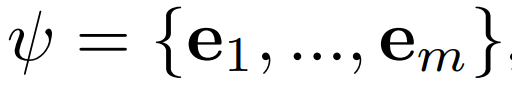 ψ = {e₁, ..., eₘ},